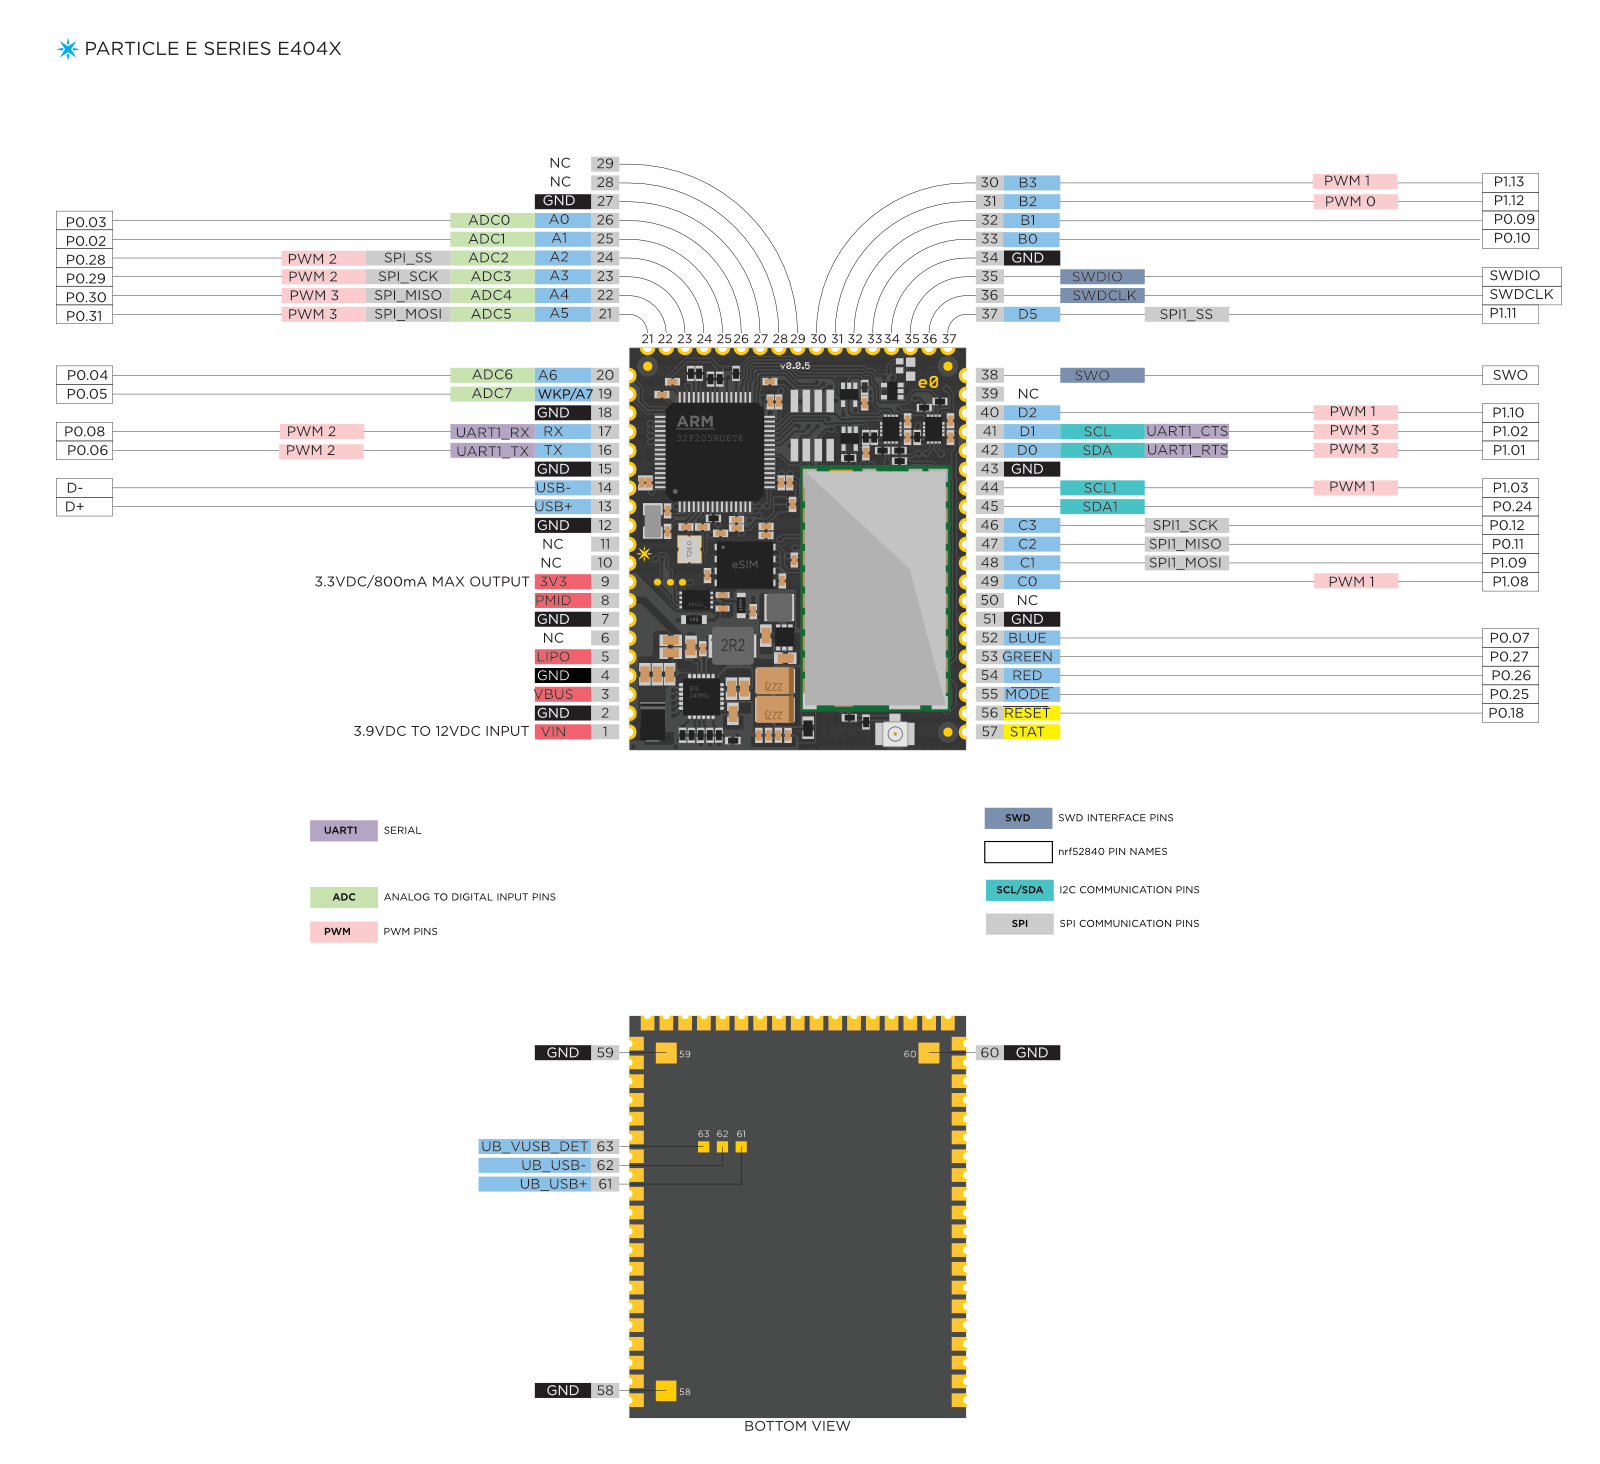 PARTICLE E SERIES E404X
NC 29
NC 28
GND 27
P0.03 ADC0 A0 26
P0.02 ADC1 A1 25
P0.28 PWM 2 SPI_SS ADC2 A2 24
P0.29 PWM 2 SPI_SCK ADC3 A3 23
P0.30 PWM 3 SPI_MISO ADC4 A4 22
P0.31 PWM 3 SPI_MOSI ADC5 A5 21
30 B3 PWM 1 P1.13
31 B2 PWM 0 P1.12
32 B1 P0.09
33 B0 P0.10
34 GND
35 SWDIO SWDIO
36 SWDCLK SWDCLK
37 D5 SPI1_SS P1.11
21 22 23 24 25 26 27 28 29 30 31 32 33 34 35 36 37
P0.04 ADC6 A6 20
P0.05 ADC7 WKP/A7 19
GND 18
P0.08 PWM 2 UART1_RX RX 17
P0.06 PWM 2 UART1_TX TX 16
GND 15
D- USB- 14
D+ USB+ 13
GND 12
NC 11
NC 10
3.3VDC/800mA MAX OUTPUT 3V3 9
PMID 8
GND 7
NC 6
LIPO 5
GND 4
VBUS 3
GND 2
3.9VDC TO 12VDC INPUT VIN 1
v0.0.5
e0
ARM
32F205RG6T6
T26.0
eSIM
2R2
227J
227J
38 SWO SWO
39 NC
40 D2 PWM 1 P1.10
41 D1 SCL UART1_CTS PWM 3 P1.02
42 D0 SDA UART1_RTS PWM 3 P1.01
43 GND
44 SCL1 PWM 1 P1.03
45 SDA1 P0.24
46 C3 SPI1_SCK P0.12
47 C2 SPI1_MISO P0.11
48 C1 SPI1_MOSI P1.09
49 C0 PWM 1 P1.08
50 NC
51 GND
52 BLUE P0.07
53 GREEN P0.27
54 RED P0.26
55 MODE P0.25
56 RESET P0.18
57 STAT
UART1 SERIAL
ADC ANALOG TO DIGITAL INPUT PINS
PWM PWM PINS
SWD SWD INTERFACE PINS
nrf52840 PIN NAMES
SCL/SDA I2C COMMUNICATION PINS
SPI SPI COMMUNICATION PINS
GND 59 59
60 60 GND
63 62 61
UB_VUSB_DET 63
UB_USB- 62
UB_USB+ 61
GND 58 58
BOTTOM VIEW